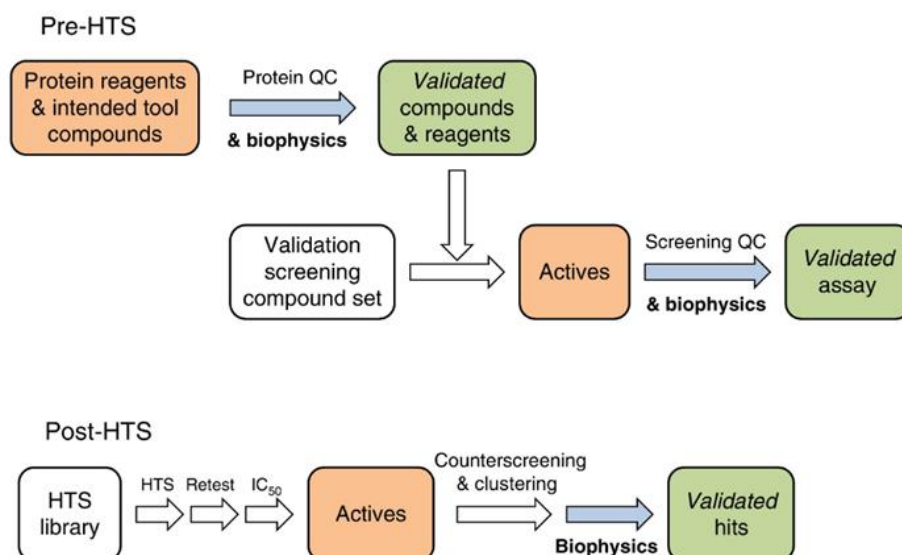 Pre-HTS
Protein reagents
& intended tool
compounds
Protein QC
& biophysics
Validated
compounds
& reagents
Validation
screening
compound set
Actives
Screening QC
& biophysics
Validated
assay
Post-HTS
HTS
library
HTS
Retest
IC₅₀
Actives
Counterscreening
& clustering
Biophysics
Validated
hits